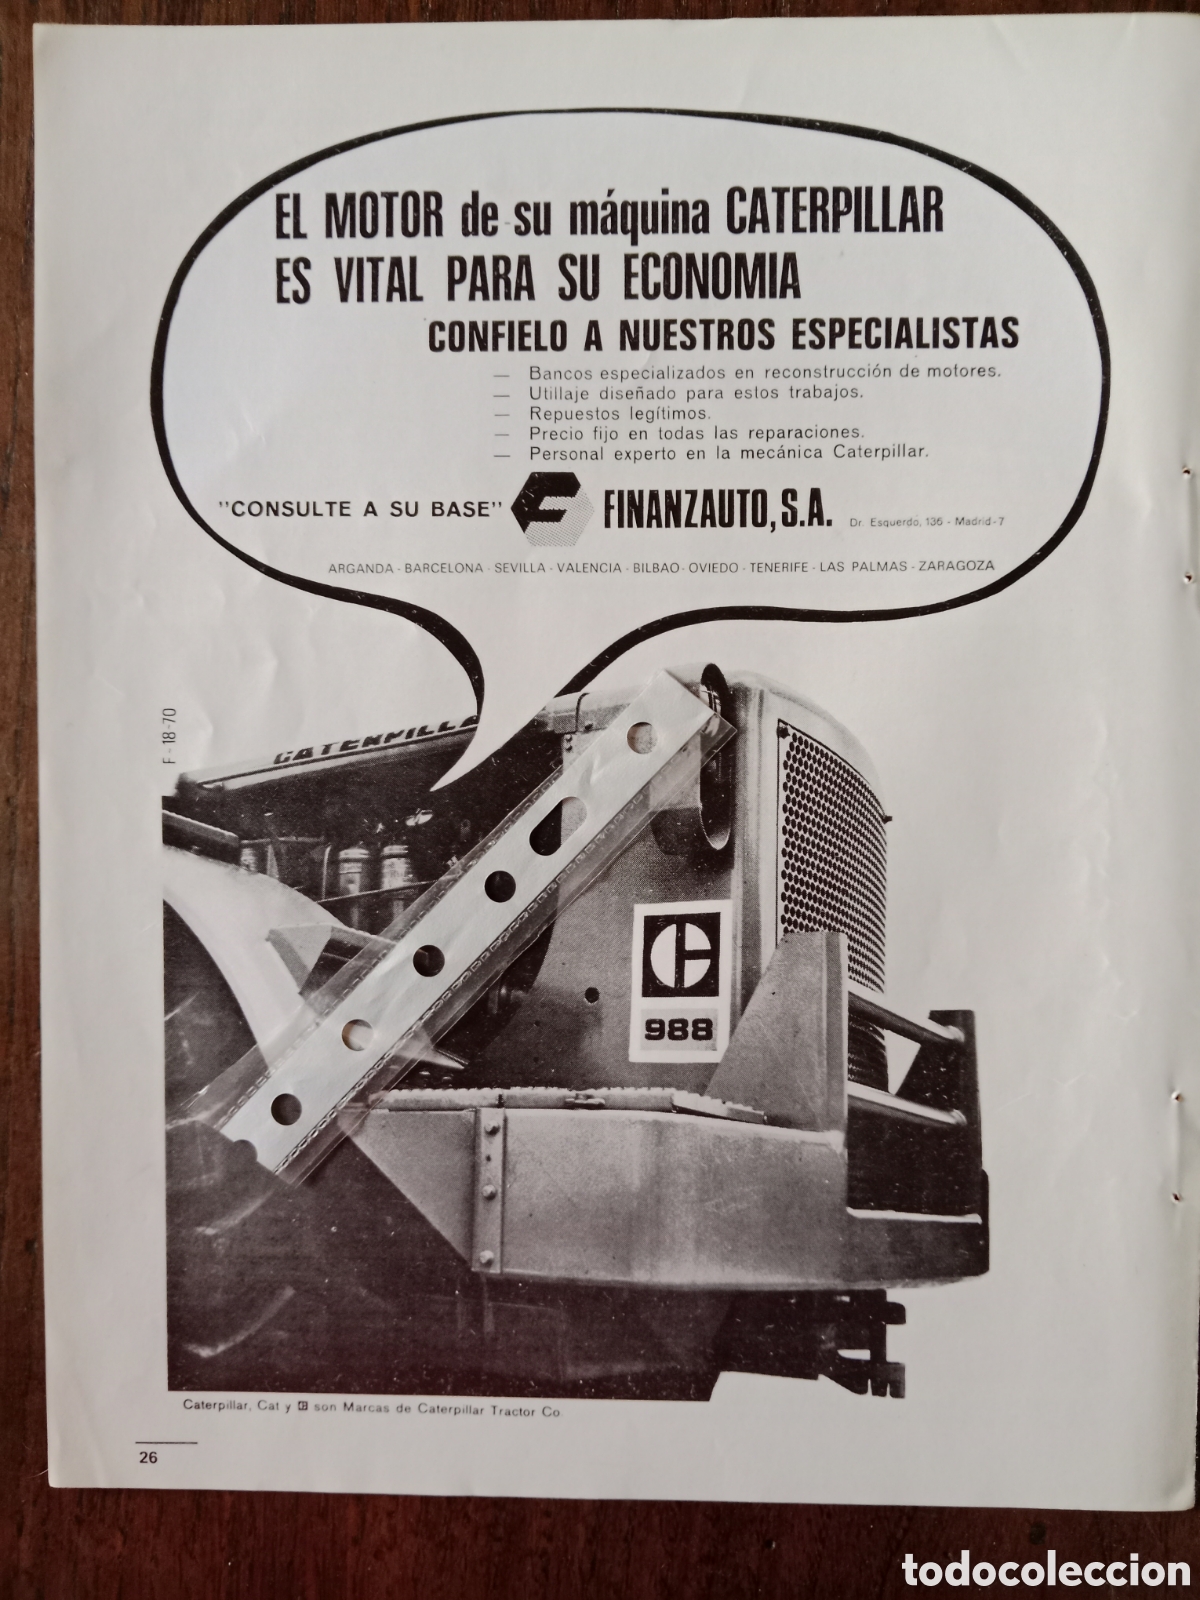 EL MOTOR de su máquina CATERPILLAR
ES VITAL PARA SU ECONOMIA
CONFIELO A NUESTROS ESPECIALISTAS
— Bancos especializados en reconstrucción de motores.
— Utillaje diseñado para estos trabajos.
— Repuestos legítimos.
— Precio fijo en todas las reparaciones.
— Personal experto en la mecánica Caterpillar.
"CONSULTE A SU BASE" FINANZAUTO, S.A. Dr. Esquerdo, 136 - Madrid-7
ARGANDA - BARCELONA - SEVILLA - VALENCIA - BILBAO - OVIEDO - TENERIFE - LAS PALMAS - ZARAGOZA
F - 18-70
CATERPILLA
988
Caterpillar, Cat y C son Marcas de Caterpillar Tractor Co
26
todocoleccion